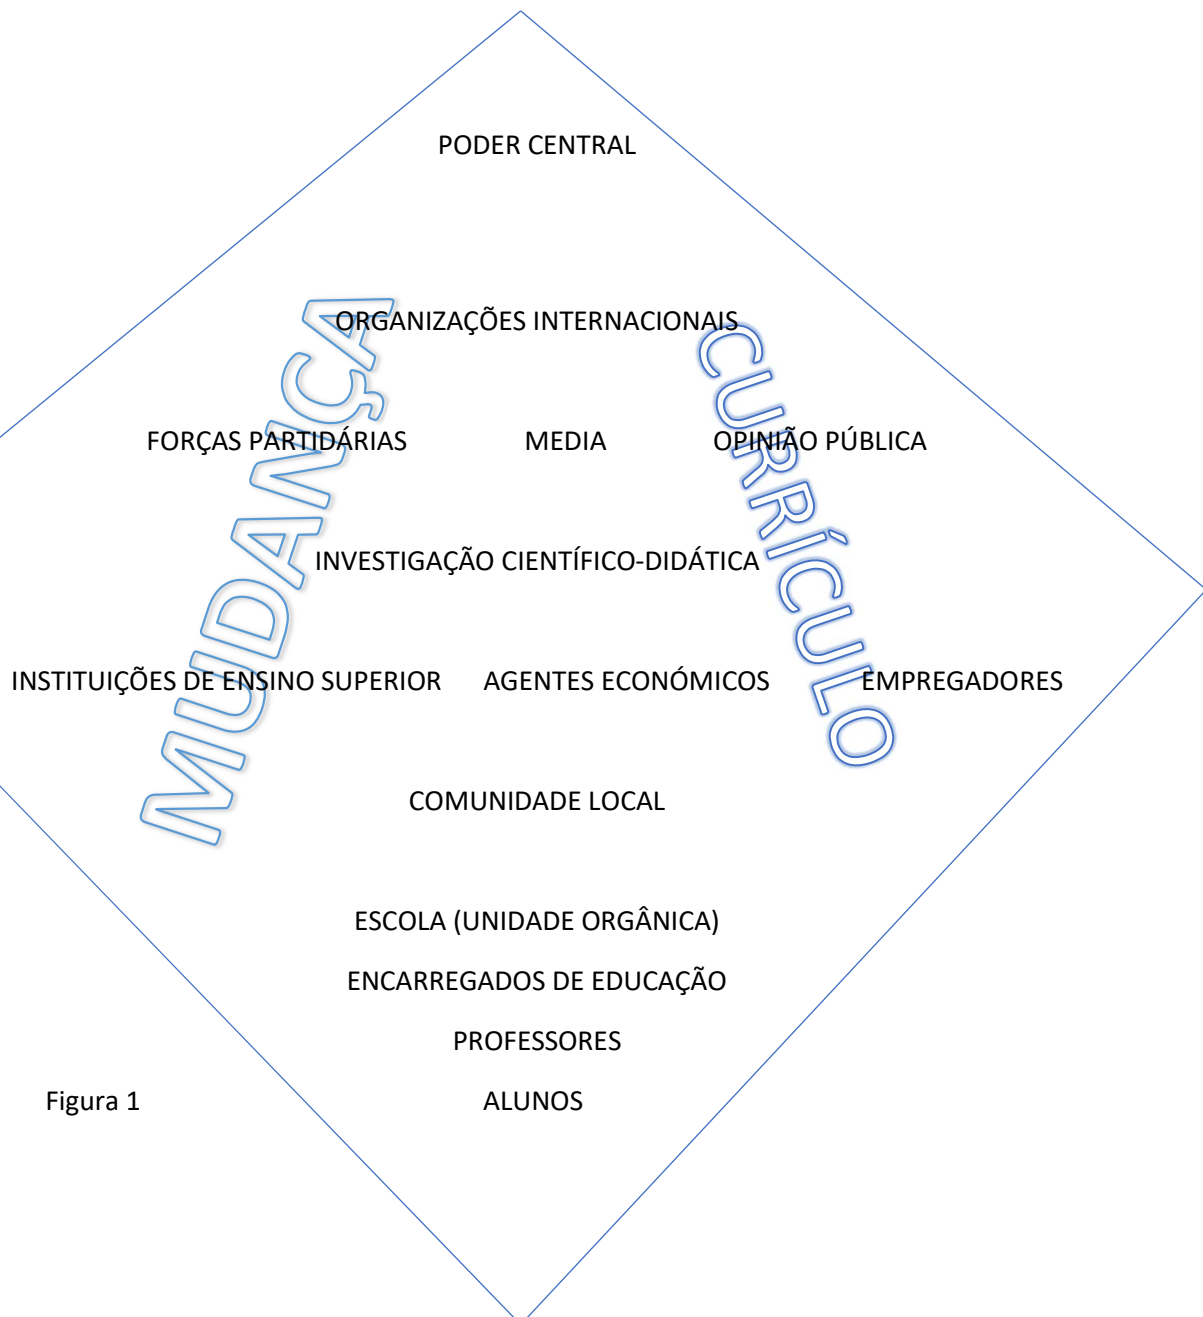 PODER CENTRAL
ORGANIZAÇÕES INTERNACIONAIS
MUDANÇA
CURRÍCULO
FORÇAS PARTIDÁRIAS MEDIA OPINIÃO PÚBLICA
INVESTIGAÇÃO CIENTÍFICO-DIDÁTICA
INSTITUIÇÕES DE ENSINO SUPERIOR AGENTES ECONÓMICOS EMPREGADORES
COMUNIDADE LOCAL
ESCOLA (UNIDADE ORGÂNICA)
ENCARREGADOS DE EDUCAÇÃO
PROFESSORES
Figura 1 ALUNOS